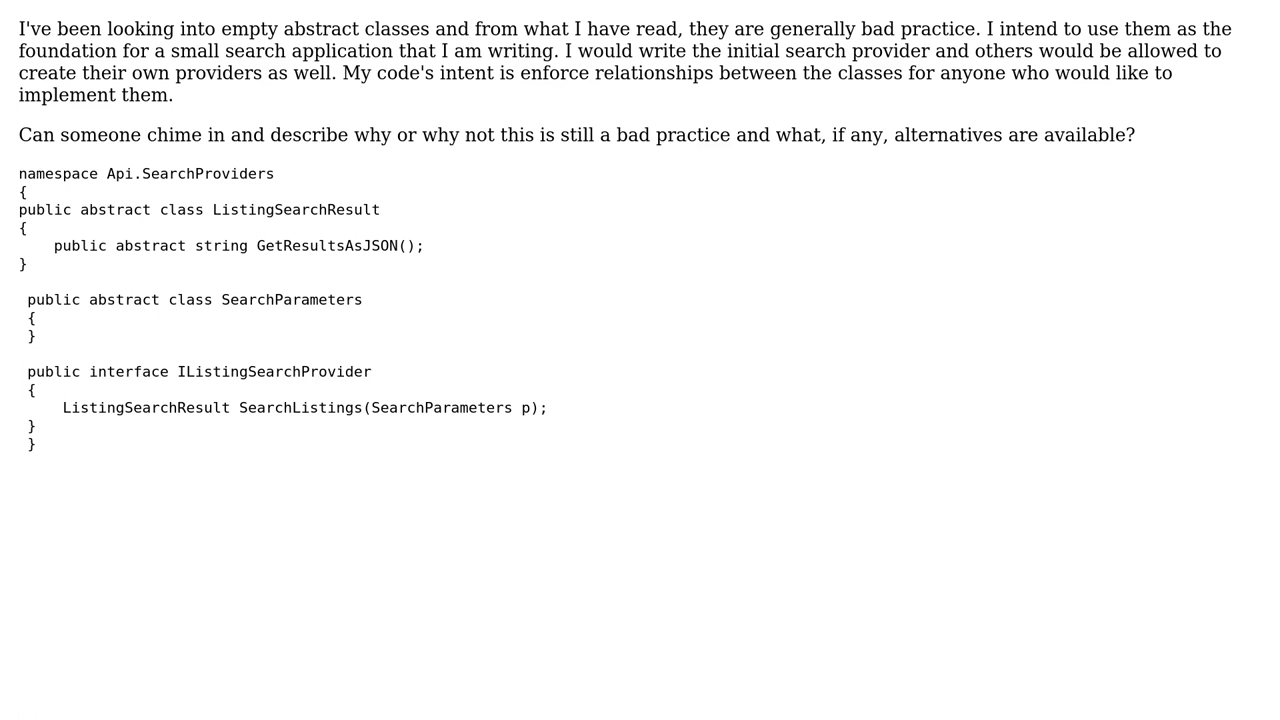 I've been looking into empty abstract classes and from what I have read, they are generally bad practice. I intend to use them as the
foundation for a small search application that I am writing. I would write the initial search provider and others would be allowed to
create their own providers as well. My code's intent is enforce relationships between the classes for anyone who would like to
implement them.
Can someone chime in and describe why or why not this is still a bad practice and what, if any, alternatives are available?
namespace Api.SearchProviders
{
public abstract class ListingSearchResult
{
    public abstract string GetResultsAsJSON();
}
 public abstract class SearchParameters
 {
 }
 public interface IListingSearchProvider
 {
     ListingSearchResult SearchListings(SearchParameters p);
 }
 }